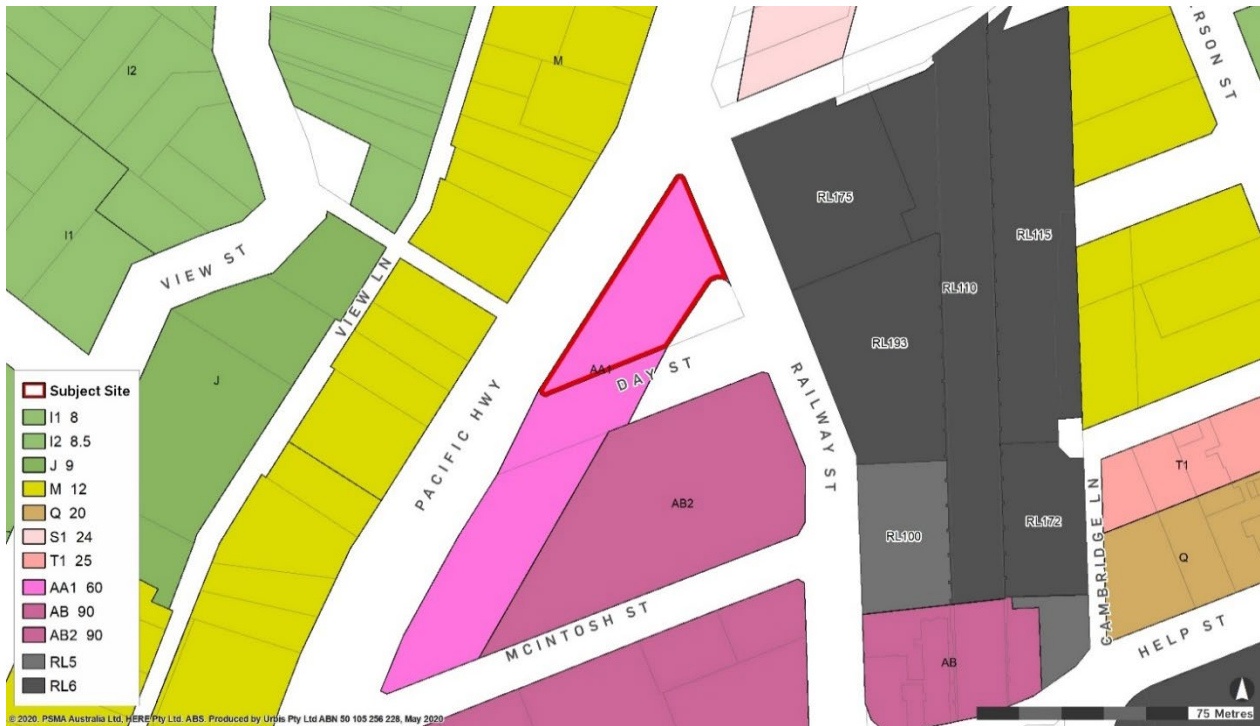 I2
M
RSON ST
RL175
RL115
I1
VIEW ST
RL110
VIEW LN
RL193
AA1
DAY ST
J
PACIFIC HWY
RAILWAY ST
Subject Site
I1 8
I2 8.5
J 9
M 12
Q 20
S1 24
T1 25
AA1 60
AB 90
AB2 90
RL5
RL6
AB2
T1
RL172
RL100
CAMBRIDGE LN
Q
MCINTOSH ST
HELP ST
AB
© 2020. PSMA Australia Ltd, HERE Pty Ltd. ABS. Produced by Urbis Pty Ltd ABN 50 105 256 228, May 2020
75 Metres